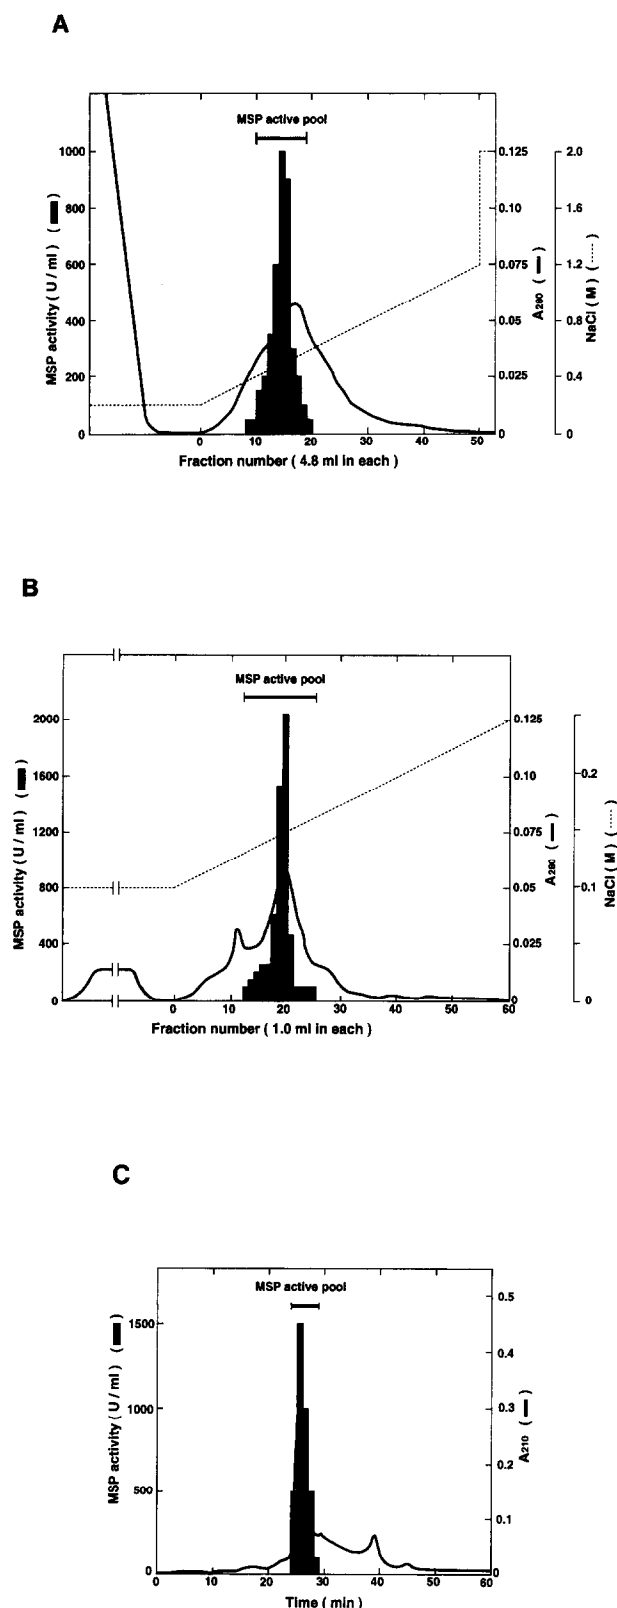 A
MSP active pool
1000
800
600
400
200
0
MSP activity ( U / ml ) ( )
0.125
0.10
0.075
0.05
0.025
0
A280 ( )
2.0
1.6
1.2
0.8
0.4
0
NaCl ( M ) ( )
0 10 20 30 40 50
Fraction number ( 4.8 ml in each )
B
MSP active pool
2000
1600
1200
800
400
0
MSP activity ( U / ml ) ( )
0.125
0.10
0.075
0.05
0.025
0
A280 ( )
0.2
0.1
0
NaCl ( M ) ( )
0 10 20 30 40 50 60
Fraction number ( 1.0 ml in each )
C
MSP active pool
1500
1000
500
0
MSP activity ( U / ml ) ( )
0.5
0.4
0.3
0.2
0.1
0
A210 ( )
0 10 20 30 40 50 60
Time ( min )